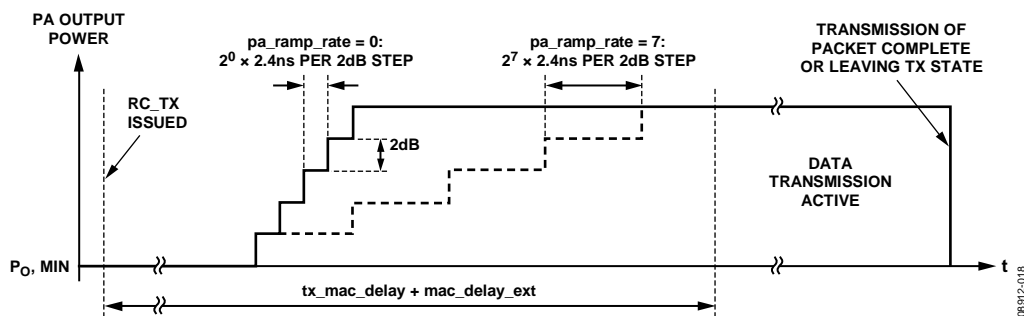 PA OUTPUT
POWER
pa_ramp_rate = 0:
2⁰ × 2.4ns PER 2dB STEP
pa_ramp_rate = 7:
2⁷ × 2.4ns PER 2dB STEP
TRANSMISSION OF
PACKET COMPLETE
OR LEAVING TX STATE
RC_TX
ISSUED
2dB
DATA
TRANSMISSION
ACTIVE
P_O, MIN
t
tx_mac_delay + mac_delay_ext
08912-018